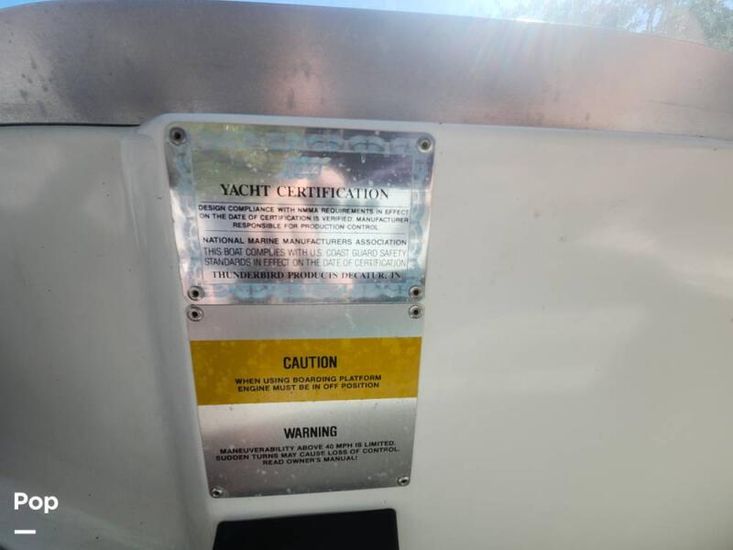 YACHT CERTIFICATION
DESIGN COMPLIANCE WITH NMMA REQUIREMENTS IN EFFECT
ON THE DATE OF CERTIFICATION IS VERIFIED. MANUFACTURER
RESPONSIBLE FOR PRODUCTION CONTROL
NATIONAL MARINE MANUFACTURERS ASSOCIATION
THIS BOAT COMPLIES WITH U.S. COAST GUARD SAFETY
STANDARDS IN EFFECT ON THE DATE OF CERTIFICATION
THUNDERBIRD PRODUCTS DECATUR, IN.
CAUTION
WHEN USING BOARDING PLATFORM
ENGINE MUST BE IN OFF POSITION
WARNING
MANEUVERABILITY ABOVE 40 MPH IS LIMITED.
SUDDEN TURNS MAY CAUSE LOSS OF CONTROL.
READ OWNER'S MANUAL!
Pop